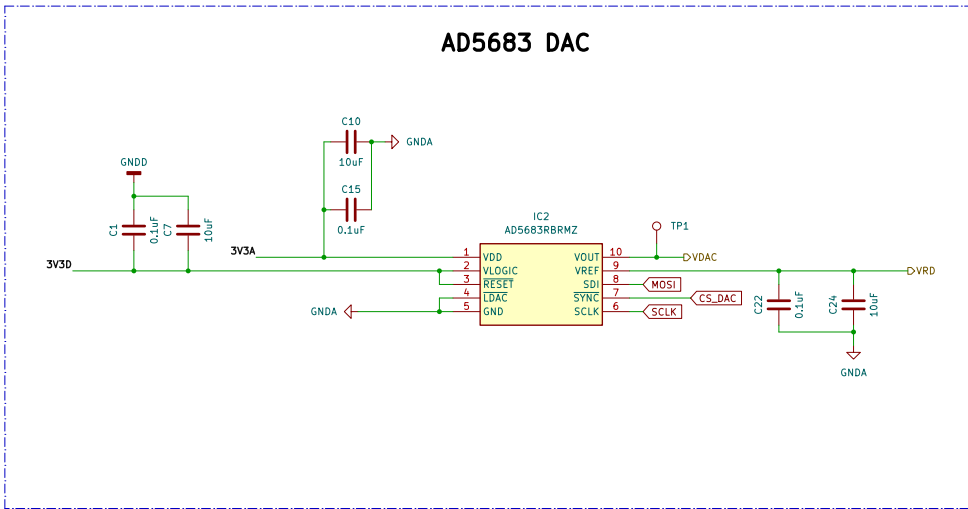 AD5683 DAC
C10
GNDA
10uF
GNDD
C15
0.1uF
C1
0.1uF
C7
10uF
IC2
AD5683RBRMZ
TP1
3V3A
3V3D
1 VDD
2 VLOGIC
3 RESET
4 LDAC
5 GND
VOUT 10
VREF 9
SDI 8
SYNC 7
SCLK 6
VDAC
VRD
MOSI
CS_DAC
SCLK
GNDA
C22
0.1uF
C24
10uF
GNDA